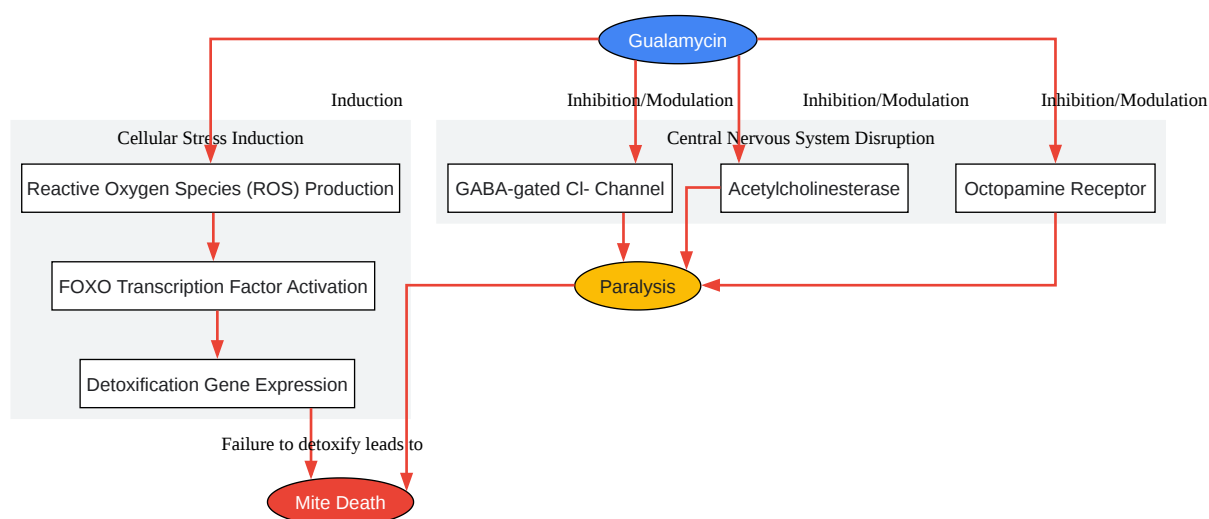 Gualamycin
Induction
Inhibition/Modulation
Inhibition/Modulation
Inhibition/Modulation
Cellular Stress Induction
Central Nervous System Disruption
Reactive Oxygen Species (ROS) Production
GABA-gated Cl- Channel
Acetylcholinesterase
Octopamine Receptor
FOXO Transcription Factor Activation
Paralysis
Detoxification Gene Expression
Failure to detoxify leads to
Mite Death